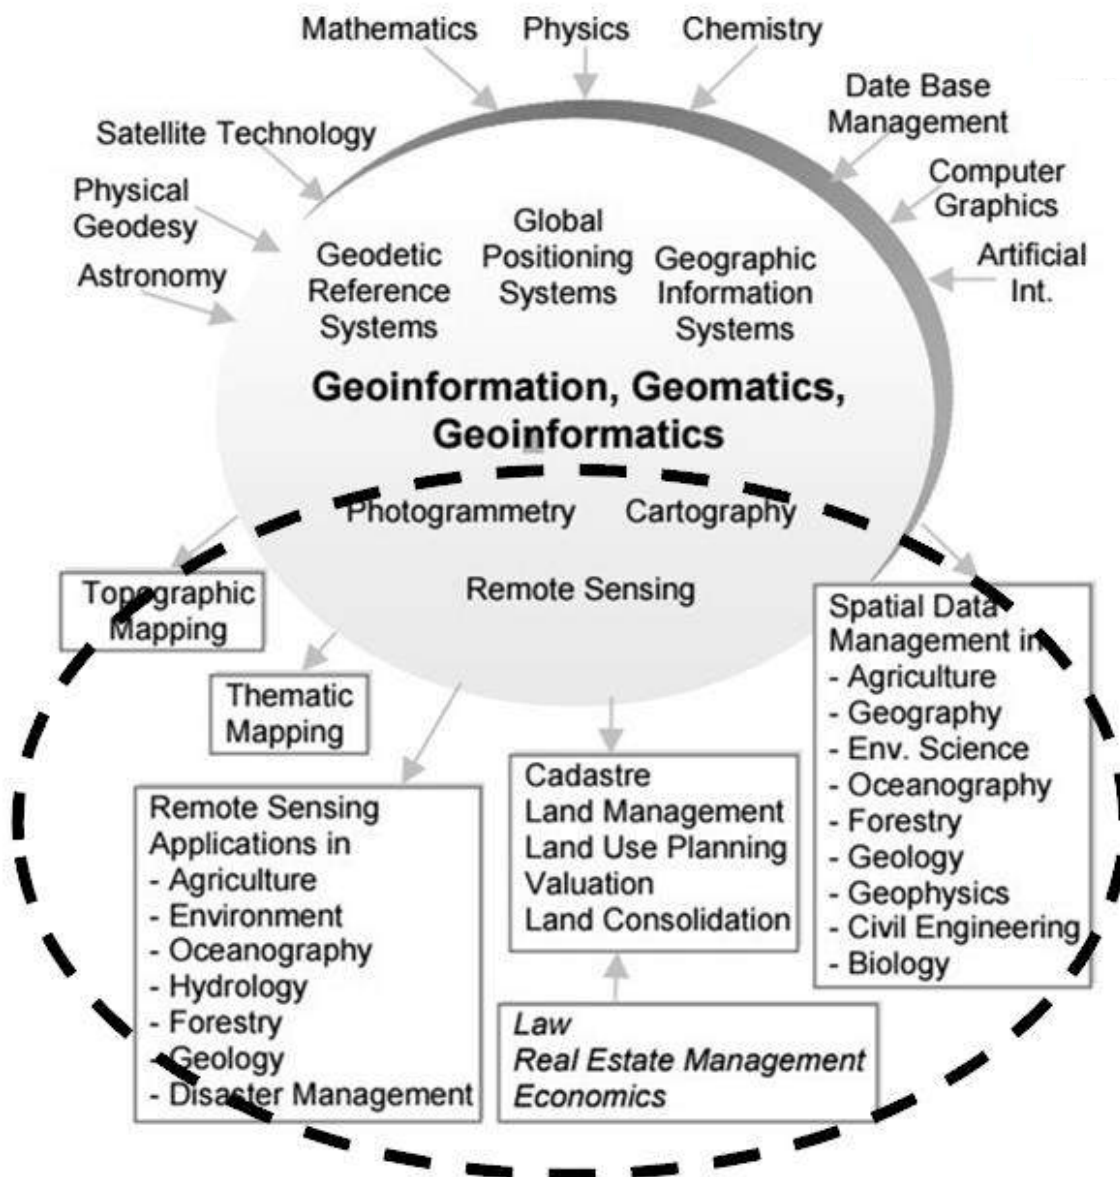 Mathematics
Physics
Chemistry
Date Base
Management
Satellite Technology
Computer
Graphics
Physical
Geodesy
Artificial
Int.
Astronomy
Geodetic
Reference
Systems
Global
Positioning
Systems
Geographic
Information
Systems
Geoinformation, Geomatics,
Geoinformatics
Photogrammetry
Cartography
Remote Sensing
Topographic
Mapping
Thematic
Mapping
Remote Sensing
Applications in
- Agriculture
- Environment
- Oceanography
- Hydrology
- Forestry
- Geology
- Disaster Management
Cadastre
Land Management
Land Use Planning
Valuation
Land Consolidation
Law
Real Estate Management
Economics
Spatial Data
Management in
- Agriculture
- Geography
- Env. Science
- Oceanography
- Forestry
- Geology
- Geophysics
- Civil Engineering
- Biology